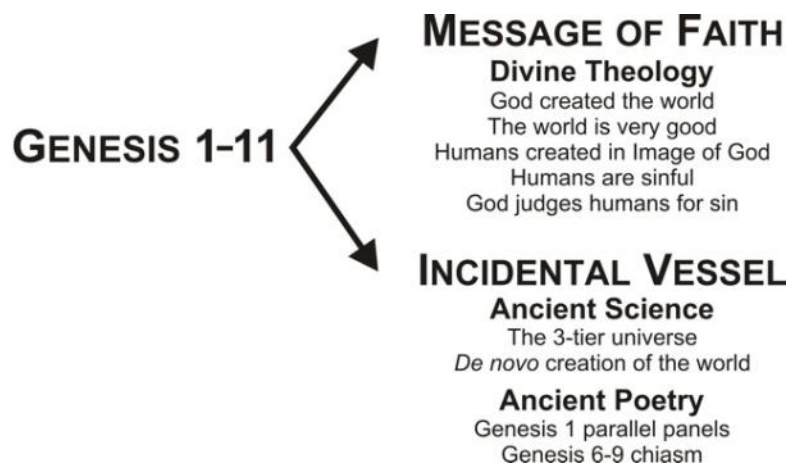 GENESIS 1–11
MESSAGE OF FAITH
Divine Theology
God created the world
The world is very good
Humans created in Image of God
Humans are sinful
God judges humans for sin
INCIDENTAL VESSEL
Ancient Science
The 3-tier universe
De novo creation of the world
Ancient Poetry
Genesis 1 parallel panels
Genesis 6-9 chiasm